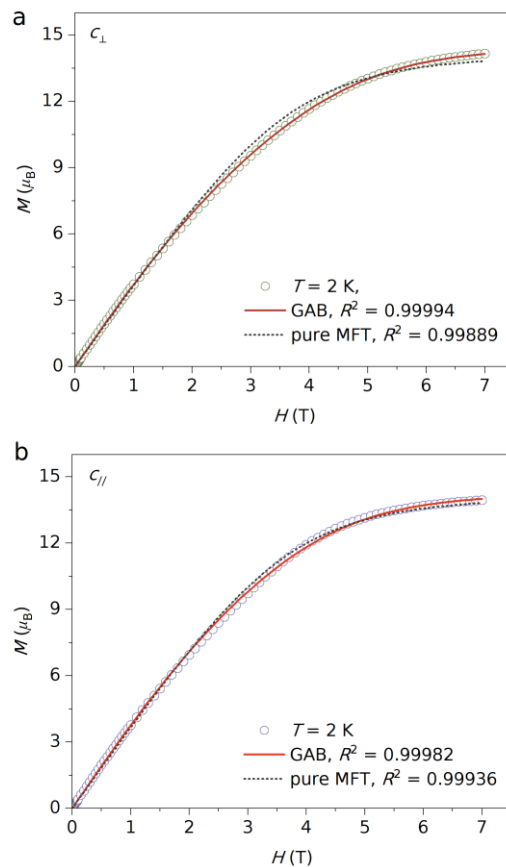 a
c⊥
15
12
9
6
3
0
M (μB)
T = 2 K,
GAB, R² = 0.99994
pure MFT, R² = 0.99889
0 1 2 3 4 5 6 7
H (T)
b
c//
15
12
9
6
3
0
M (μB)
T = 2 K
GAB, R² = 0.99982
pure MFT, R² = 0.99936
0 1 2 3 4 5 6 7
H (T)